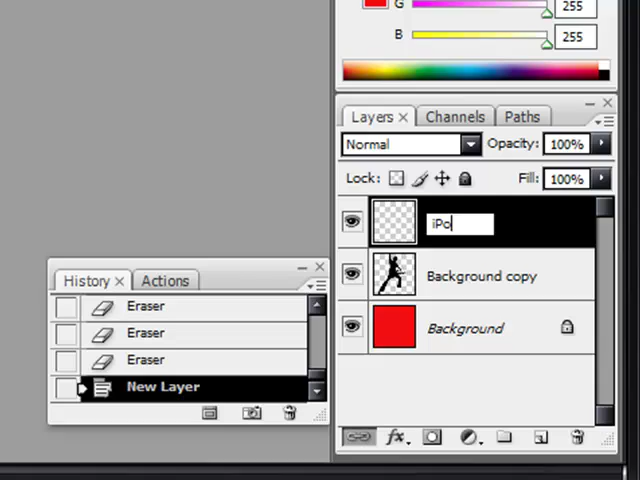 G 255
B 255
Layers × Channels Paths
Normal Opacity: 100%
Lock: Fill: 100%
iPo
Background copy
Background
History × Actions
Eraser
Eraser
Eraser
New Layer
fx